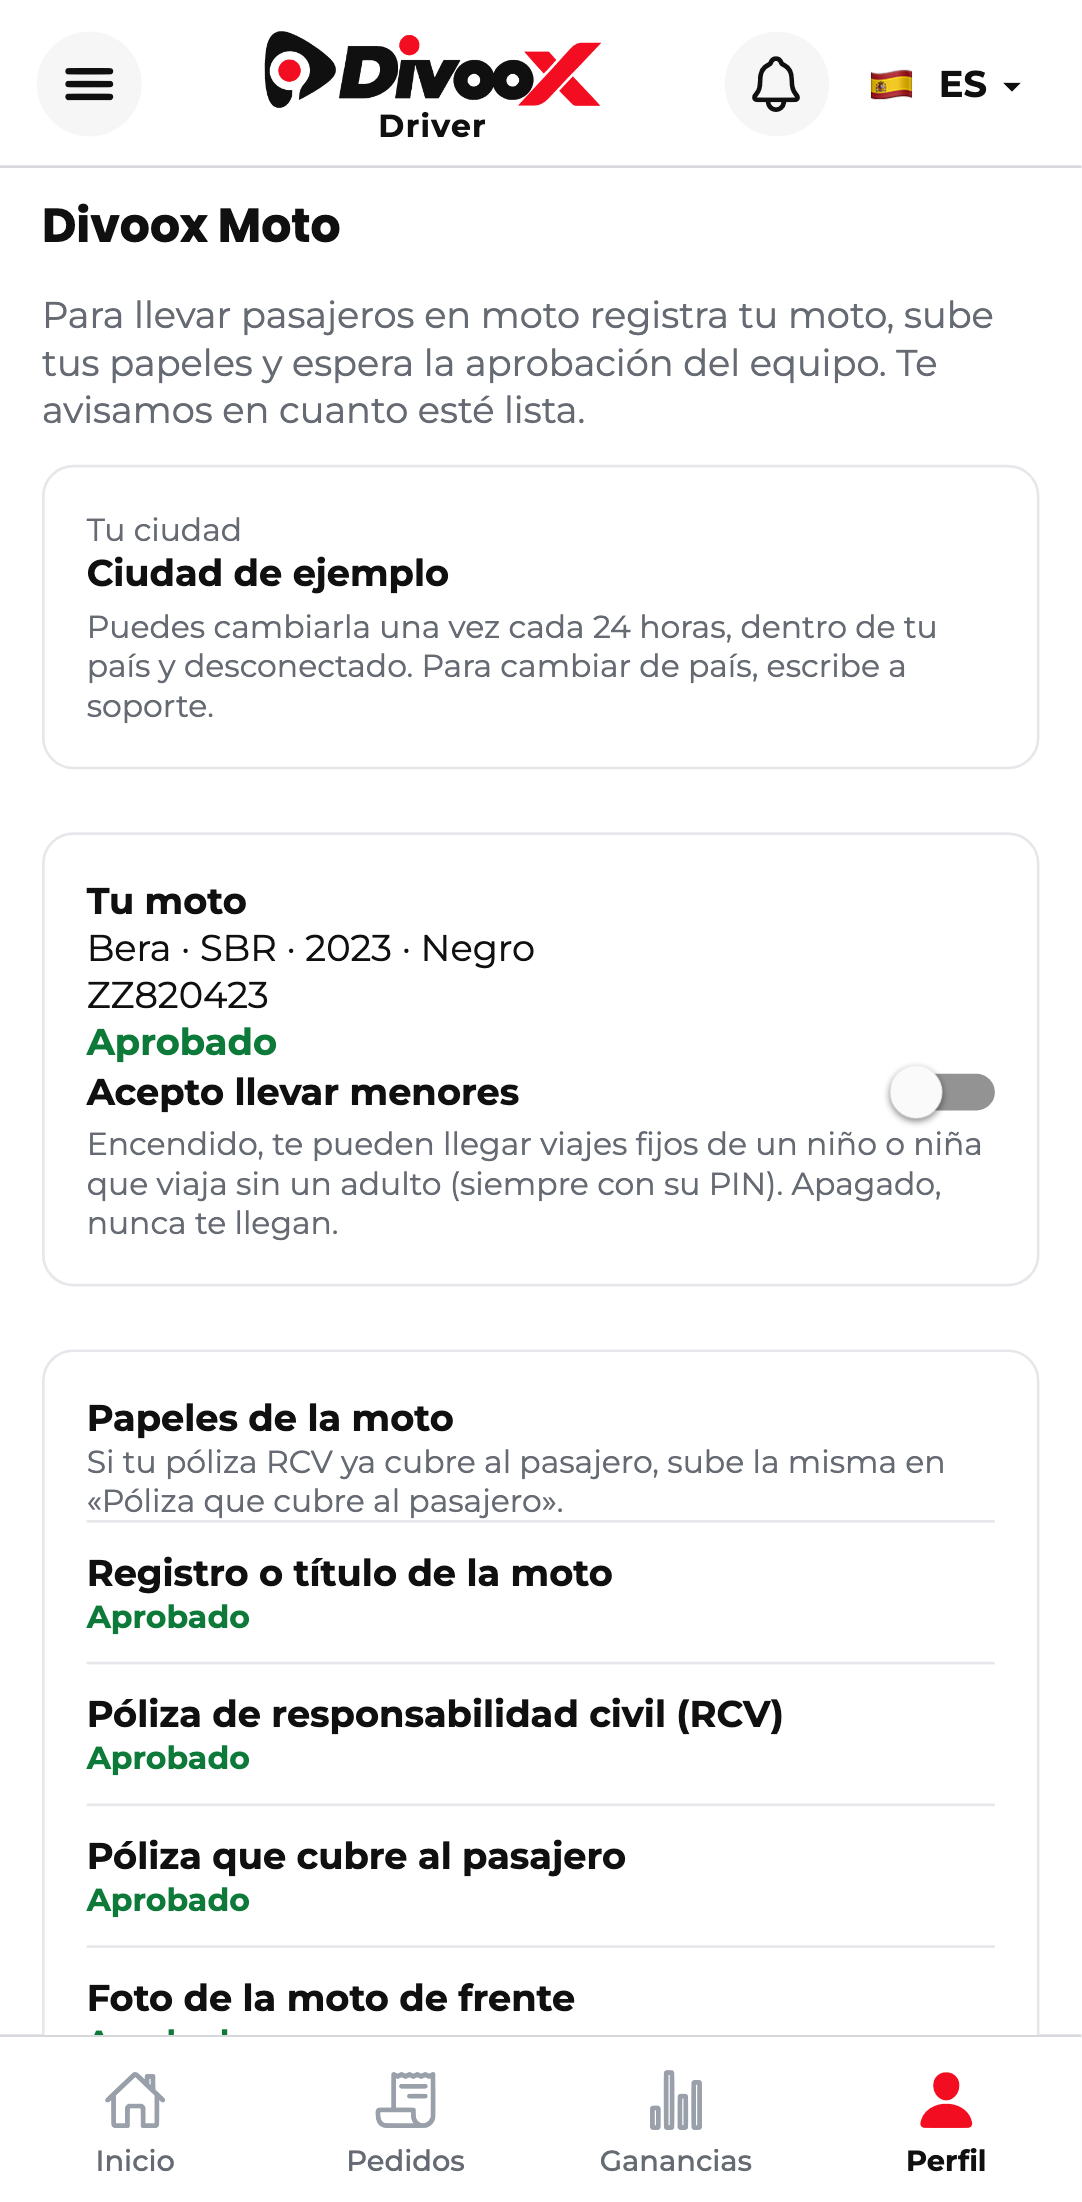 DivooX
Driver
ES
Divoox Moto
Para llevar pasajeros en moto registra tu moto, sube
tus papeles y espera la aprobación del equipo. Te
avisamos en cuanto esté lista.
Tu ciudad
Ciudad de ejemplo
Puedes cambiarla una vez cada 24 horas, dentro de tu
país y desconectado. Para cambiar de país, escribe a
soporte.
Tu moto
Bera · SBR · 2023 · Negro
ZZ820423
Aprobado
Acepto llevar menores
Encendido, te pueden llegar viajes fijos de un niño o niña
que viaja sin un adulto (siempre con su PIN). Apagado,
nunca te llegan.
Papeles de la moto
Si tu póliza RCV ya cubre al pasajero, sube la misma en
«Póliza que cubre al pasajero».
Registro o título de la moto
Aprobado
Póliza de responsabilidad civil (RCV)
Aprobado
Póliza que cubre al pasajero
Aprobado
Foto de la moto de frente
Inicio
Pedidos
Ganancias
Perfil